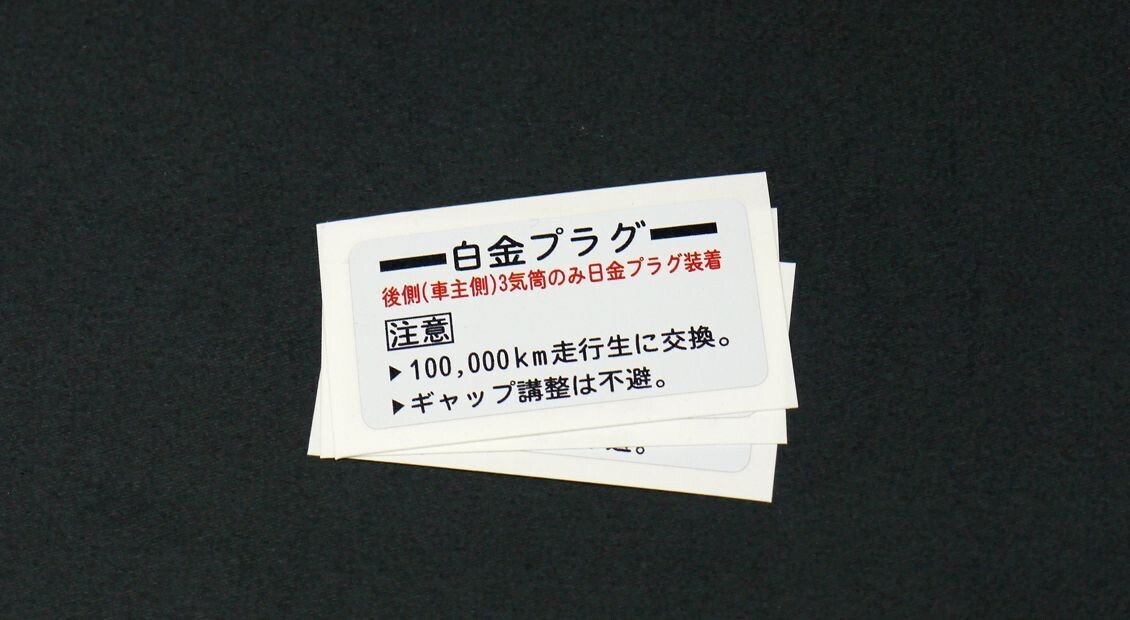 白金プラグ
後側(車主側)3気筒のみ日金プラグ装着
注意
▶100,000km走行生に交換。
▶ギャップ講整は不避。